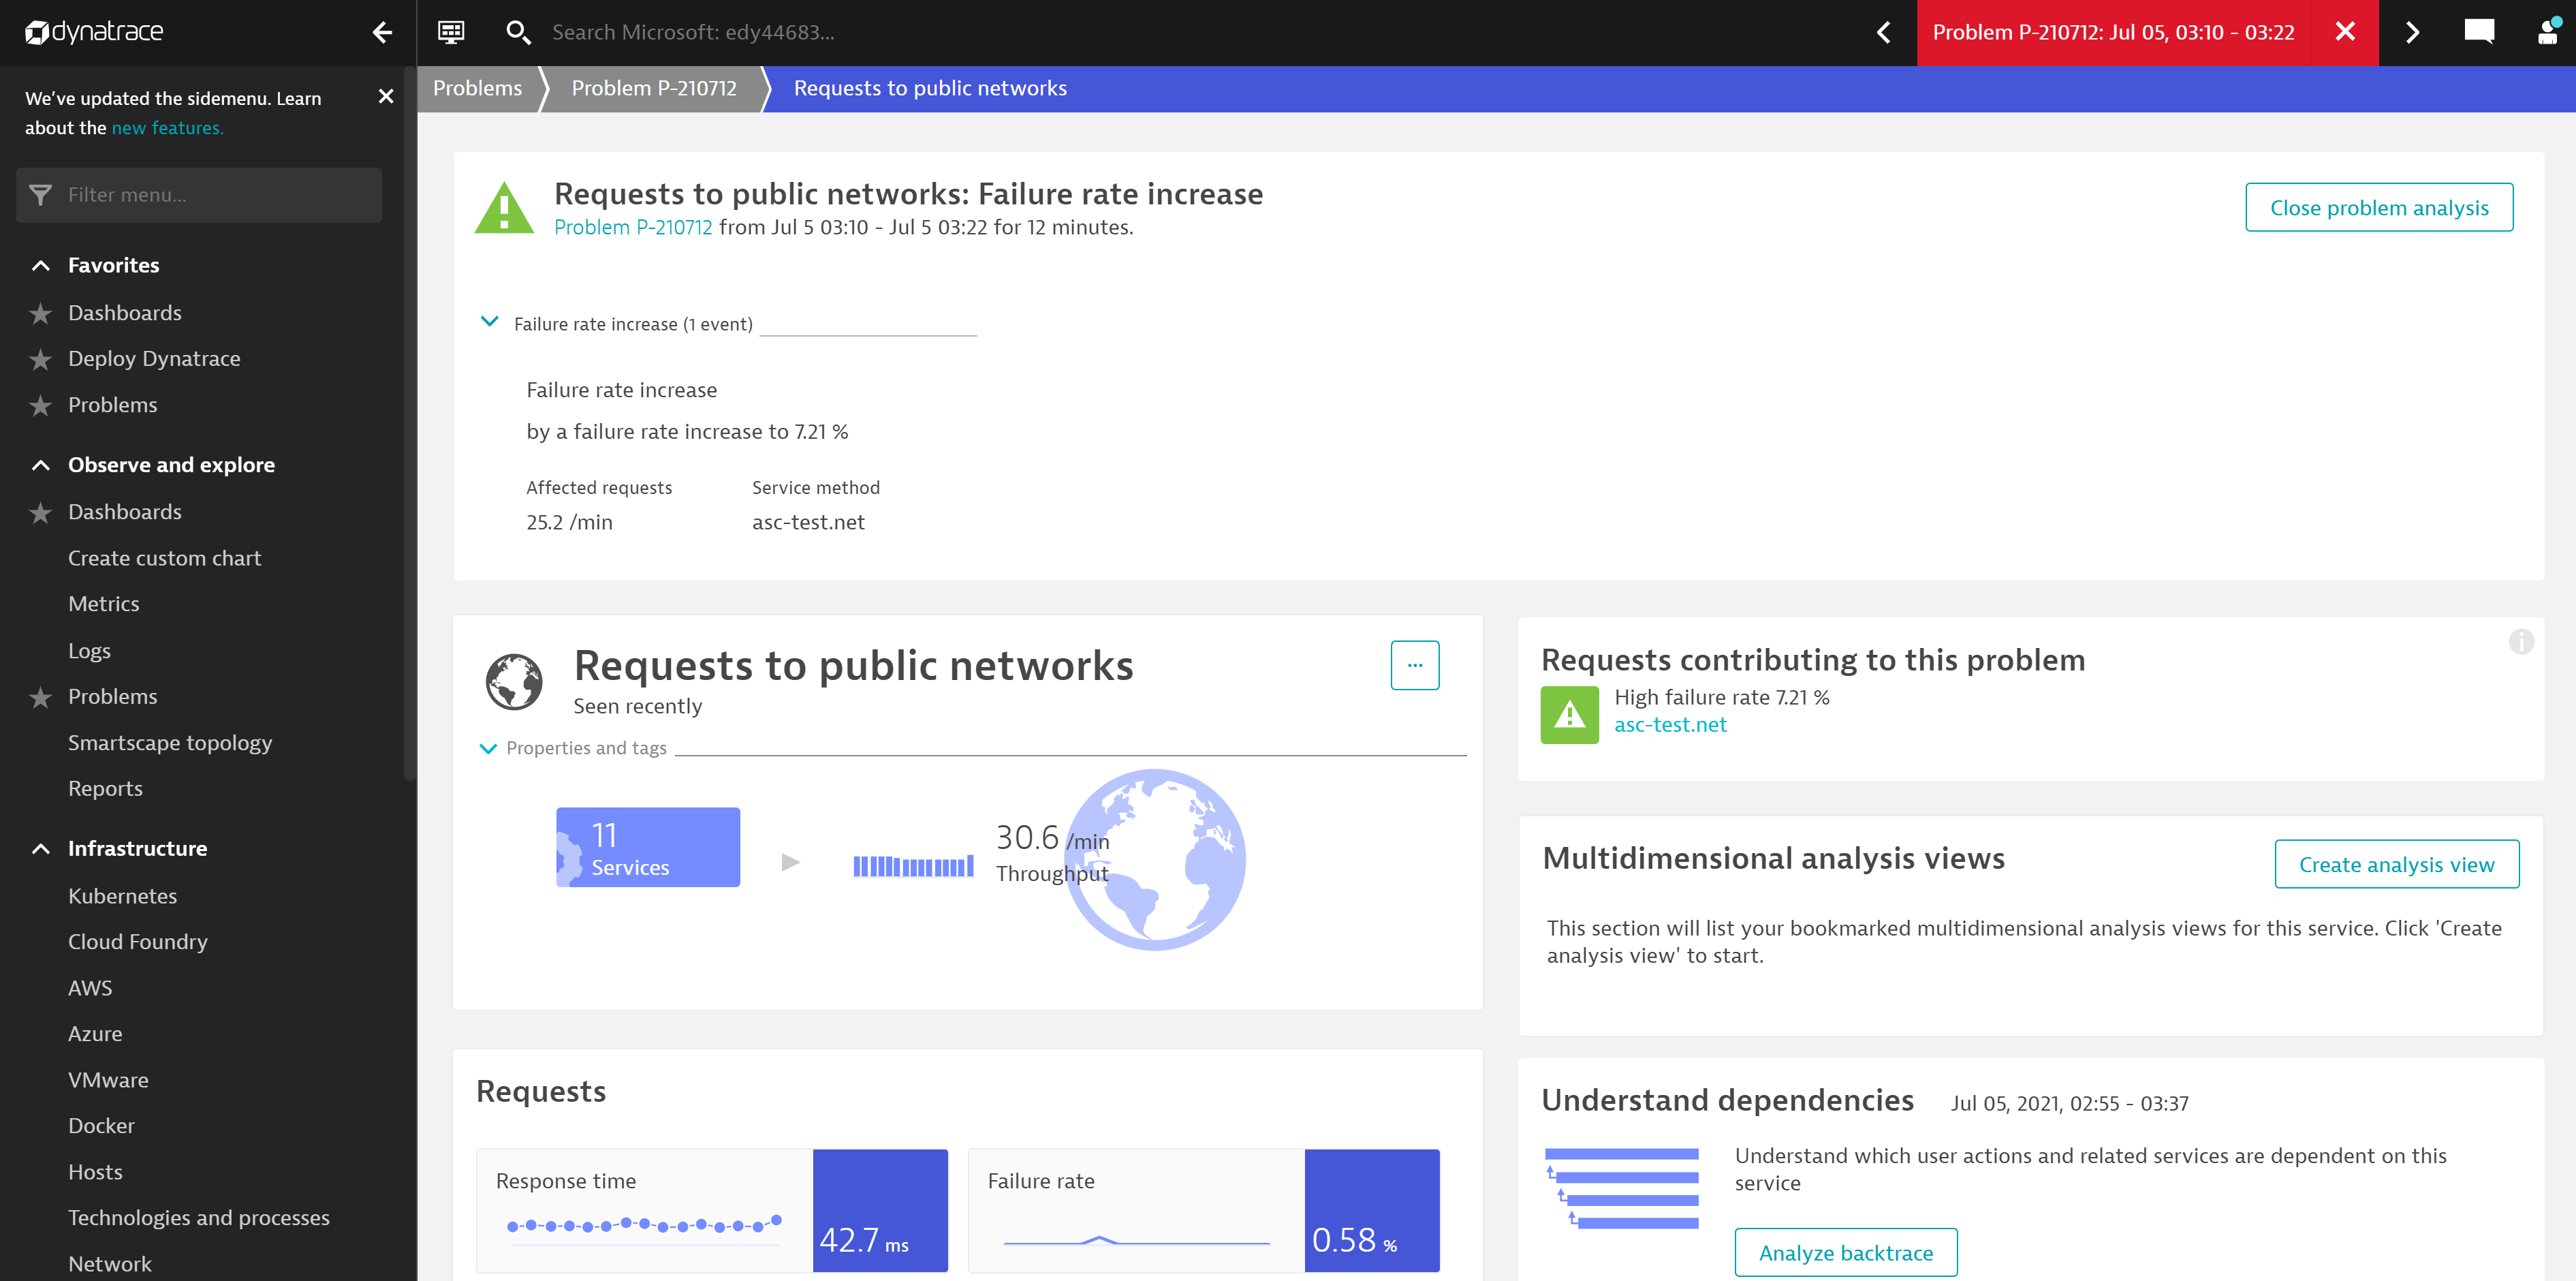 dynatrace
Search Microsoft: edy44683...
Problem P-210712: Jul 05, 03:10 - 03:22
We've updated the sidemenu. Learn
about the new features.
Filter menu...
Favorites
Dashboards
Deploy Dynatrace
Problems
Observe and explore
Dashboards
Create custom chart
Metrics
Logs
Problems
Smartscape topology
Reports
Infrastructure
Kubernetes
Cloud Foundry
AWS
Azure
VMware
Docker
Hosts
Technologies and processes
Network
Problems
Problem P-210712
Requests to public networks
Requests to public networks: Failure rate increase
Problem P-210712 from Jul 5 03:10 - Jul 5 03:22 for 12 minutes.
Close problem analysis
Failure rate increase (1 event)
Failure rate increase
by a failure rate increase to 7.21 %
Affected requests
Service method
25.2 /min
asc-test.net
Requests to public networks
Seen recently
...
Properties and tags
11
Services
30.6 /min
Throughput
Requests
Response time
42.7 ms
Failure rate
0.58 %
Requests contributing to this problem
High failure rate 7.21 %
asc-test.net
Multidimensional analysis views
Create analysis view
This section will list your bookmarked multidimensional analysis views for this service. Click 'Create
analysis view' to start.
Understand dependencies
Jul 05, 2021, 02:55 - 03:37
Understand which user actions and related services are dependent on this
service
Analyze backtrace